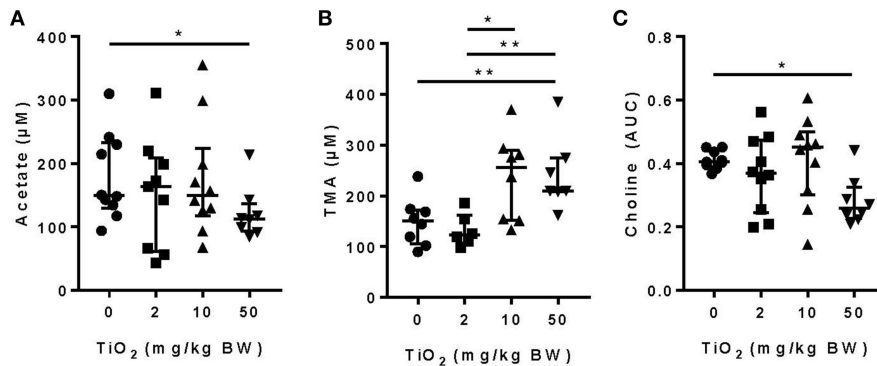 A
Acetate (µM)
400
300
200
100
0
*
0 2 10 50
TiO2 (mg/kg BW)
B
TMA (µM)
500
400
300
200
100
0
*
**
**
0 2 10 50
TiO2 (mg/kg BW)
C
Choline (AUC)
0.8
0.6
0.4
0.2
0.0
*
0 2 10 50
TiO2 (mg/kg BW)